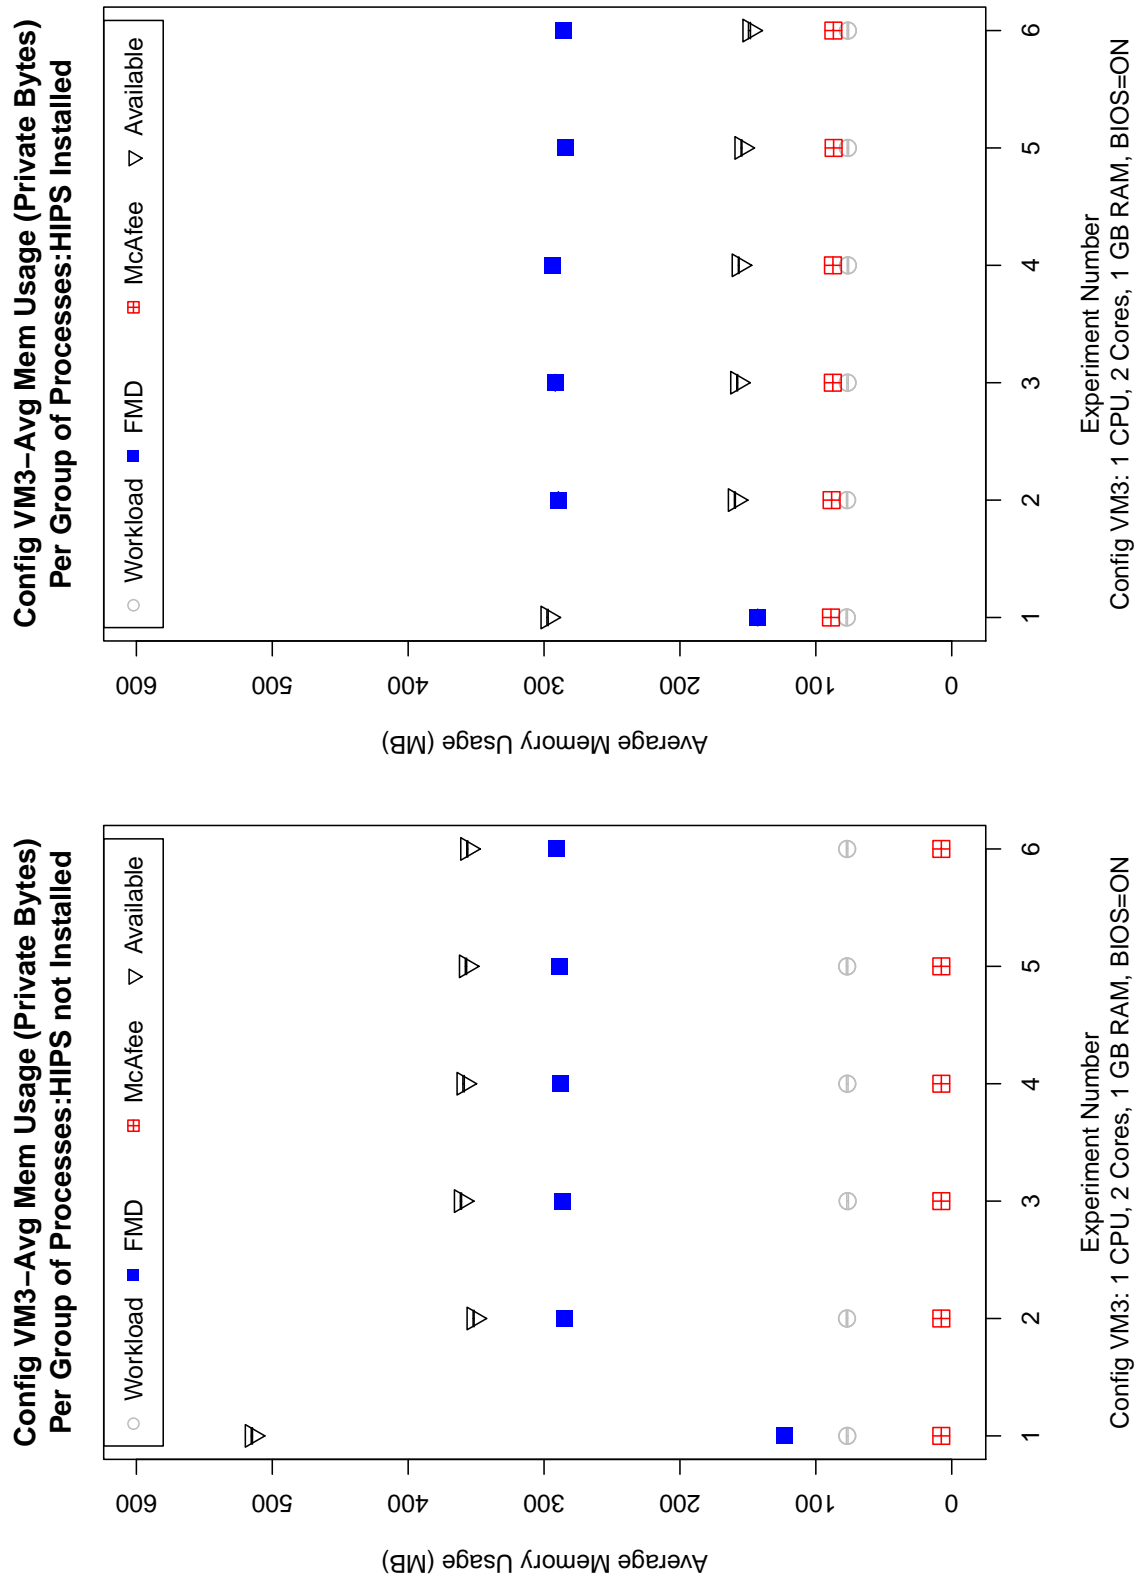 Config VM3−Avg Mem Usage (Private Bytes)
Per Group of Processes:HIPS not Installed
Workload FMD McAfee Available
Average Memory Usage (MB)
600
500
400
300
200
100
0
1 2 3 4 5 6
Experiment Number
Config VM3: 1 CPU, 2 Cores, 1 GB RAM, BIOS=ON
Config VM3−Avg Mem Usage (Private Bytes)
Per Group of Processes:HIPS Installed
Workload FMD McAfee Available
Average Memory Usage (MB)
600
500
400
300
200
100
0
1 2 3 4 5 6
Experiment Number
Config VM3: 1 CPU, 2 Cores, 1 GB RAM, BIOS=ON